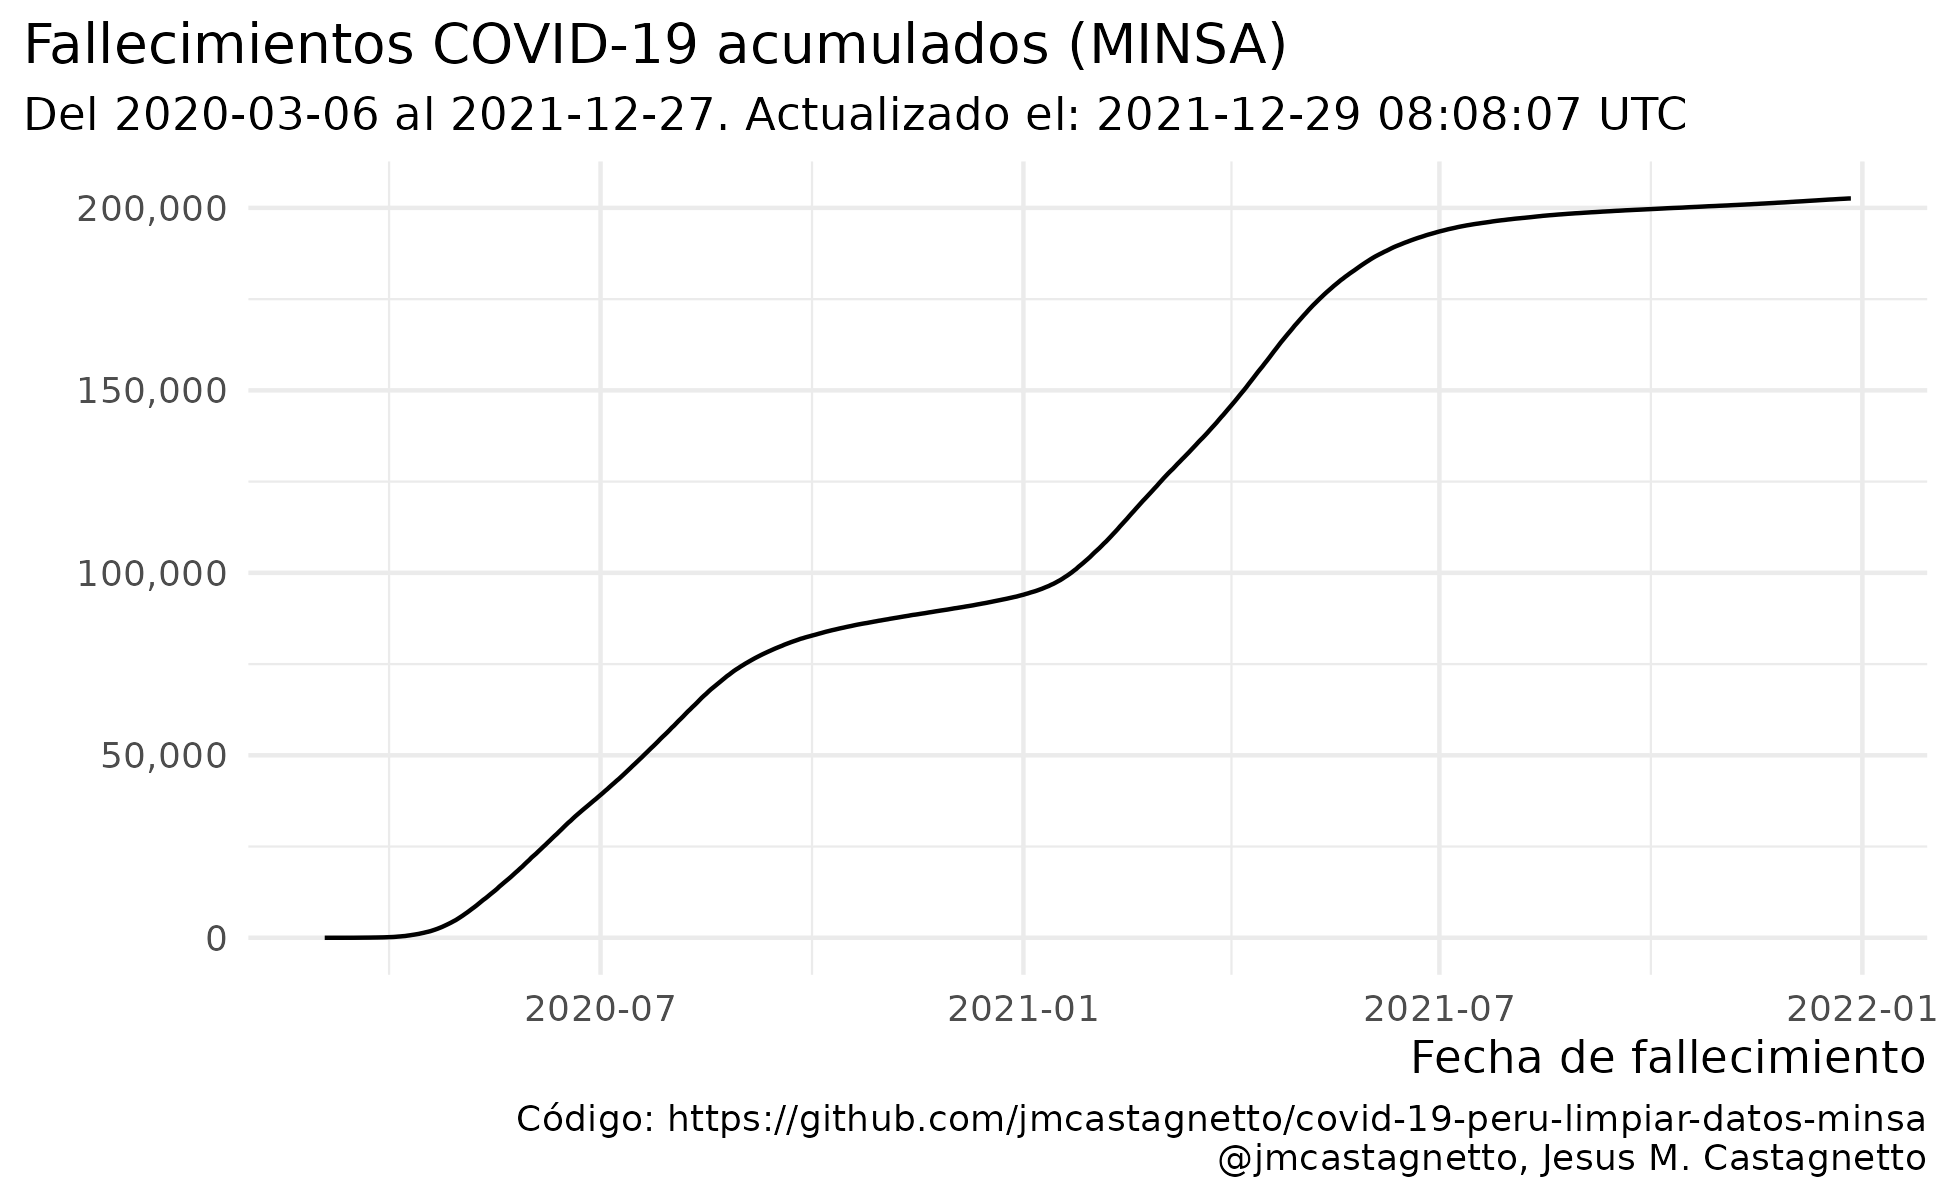 Fallecimientos COVID-19 acumulados (MINSA)
Del 2020-03-06 al 2021-12-27. Actualizado el: 2021-12-29 08:08:07 UTC
200,000
150,000
100,000
50,000
0
2020-07 2021-01 2021-07 2022-01
Fecha de fallecimiento
Código: https://github.com/jmcastagnetto/covid-19-peru-limpiar-datos-minsa
@jmcastagnetto, Jesus M. Castagnetto